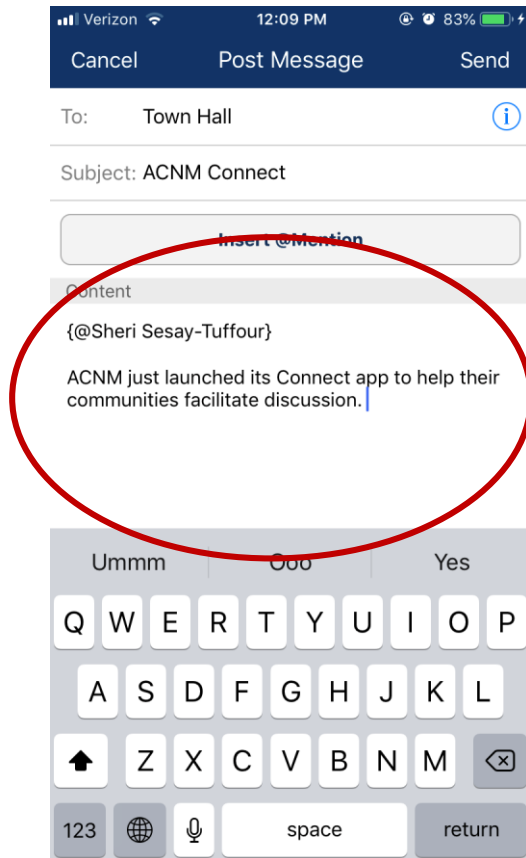 Verizon 12:09 PM 83%
Cancel Post Message Send
To: Town Hall
Subject: ACNM Connect
Insert @Mention
Content
{@Sheri Sesay-Tuffour}
ACNM just launched its Connect app to help their
communities facilitate discussion.
Ummm Ooo Yes
Q W E R T Y U I O P
A S D F G H J K L
Z X C V B N M
123 space return